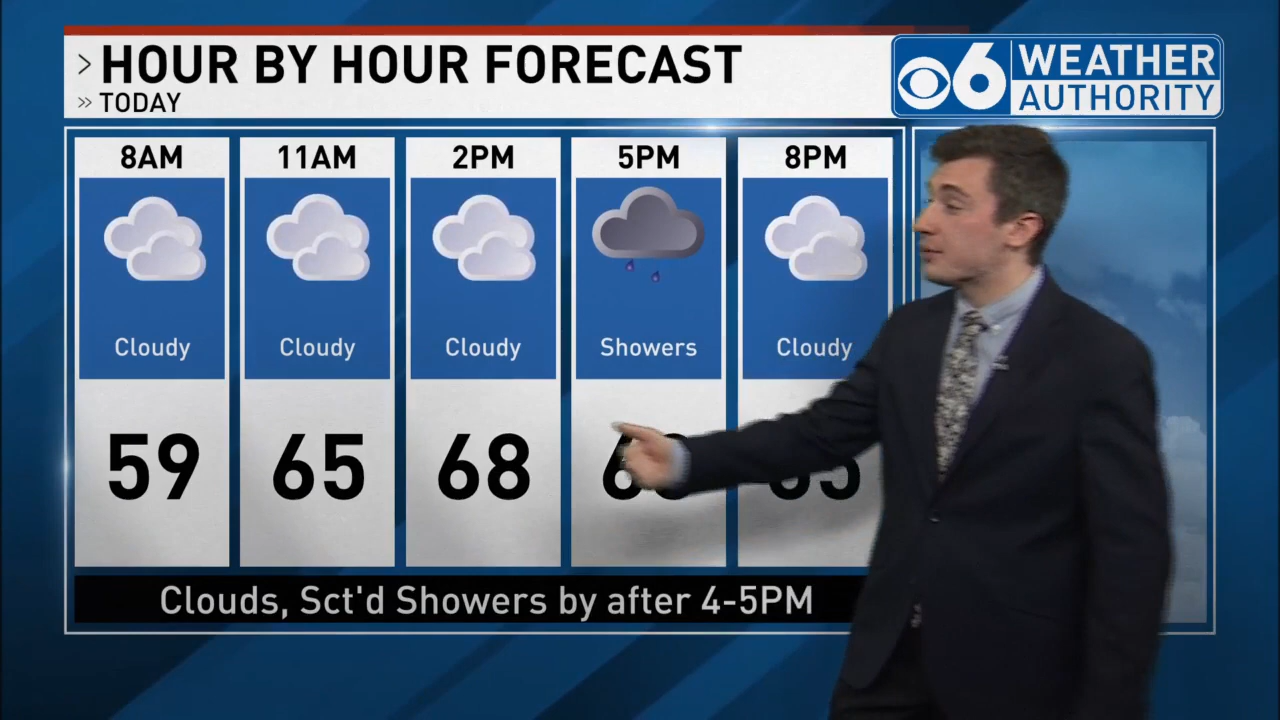 > HOUR BY HOUR FORECAST
» TODAY
6 WEATHER
AUTHORITY
8AM 11AM 2PM 5PM 8PM
Cloudy Cloudy Cloudy Showers Cloudy
59 65 68
Clouds, Sct'd Showers by after 4-5PM